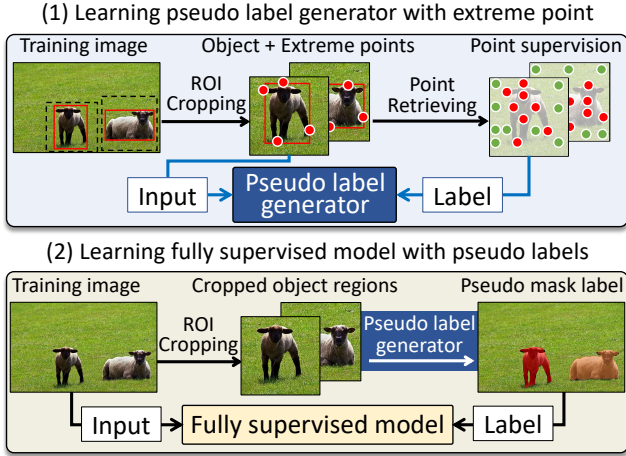 (1) Learning pseudo label generator with extreme point
Training image
Object + Extreme points
Point supervision
ROI
Cropping
Point
Retrieving
Input
Pseudo label
generator
Label
(2) Learning fully supervised model with pseudo labels
Training image
Cropped object regions
Pseudo mask label
ROI
Cropping
Pseudo label
generator
Input
Fully supervised model
Label